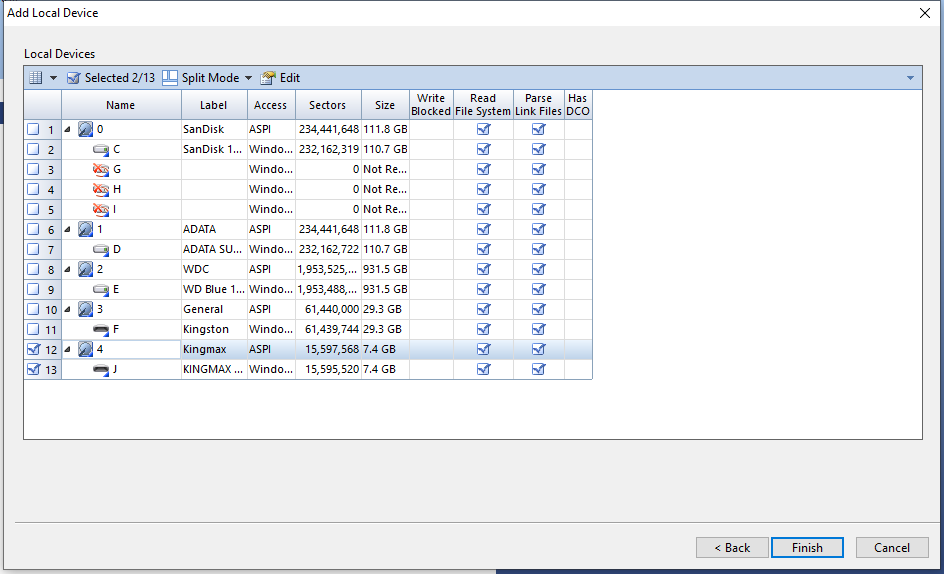 Add Local Device
Local Devices
Selected 2/13 Split Mode Edit
Name Label Access Sectors Size Write Blocked Read File System Parse Link Files Has DCO
1 0 SanDisk ASPI 234,441,648 111.8 GB
2 C SanDisk 1... Windo... 232,162,319 110.7 GB
3 G Windo... 0 Not Re...
4 H Windo... 0 Not Re...
5 I Windo... 0 Not Re...
6 1 ADATA ASPI 234,441,648 111.8 GB
7 D ADATA SU... Windo... 232,162,722 110.7 GB
8 2 WDC ASPI 1,953,525,... 931.5 GB
9 E WD Blue 1... Windo... 1,953,488,... 931.5 GB
10 3 General ASPI 61,440,000 29.3 GB
11 F Kingston Windo... 61,439,744 29.3 GB
12 4 Kingmax ASPI 15,597,568 7.4 GB
13 J KINGMAX ... Windo... 15,595,520 7.4 GB
< Back Finish Cancel